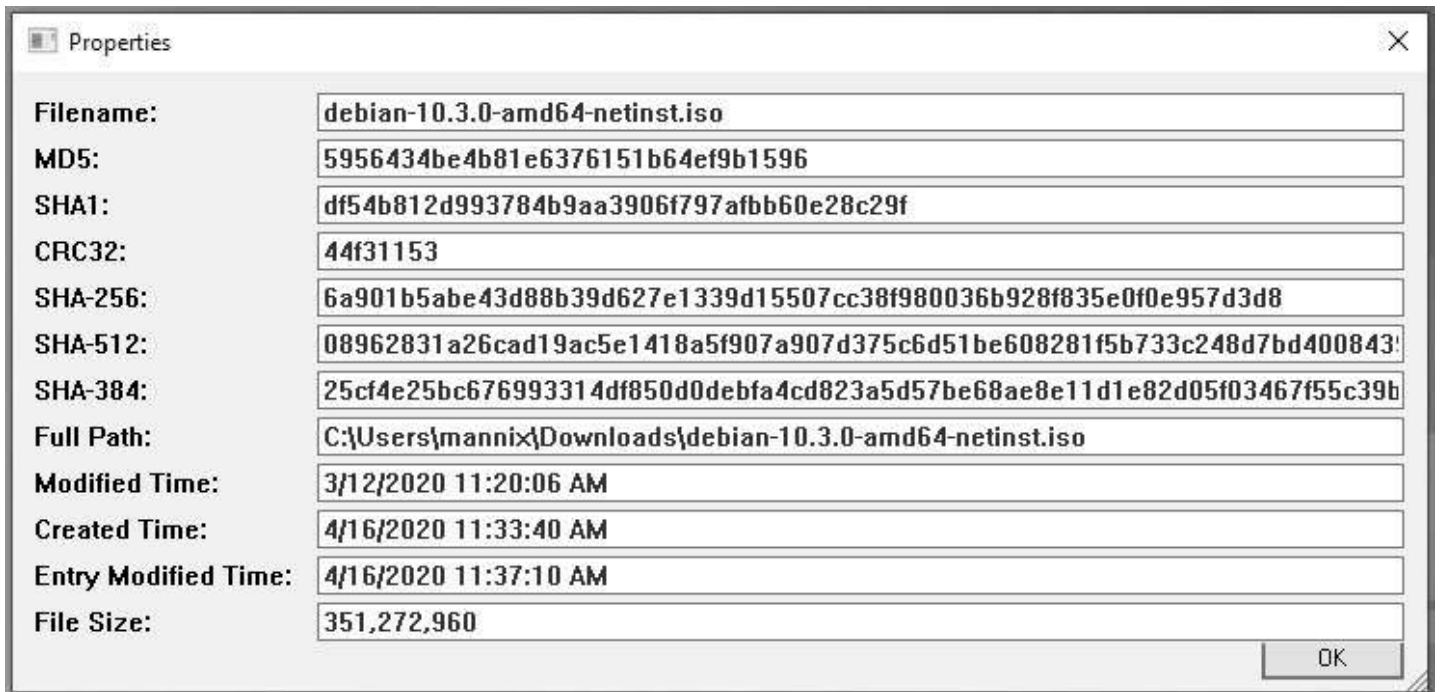 Properties
Filename: debian-10.3.0-amd64-netinst.iso
MD5: 5956434be4b81e6376151b64ef9b1596
SHA1: df54b812d993784b9aa3906f797afbb60e28c29f
CRC32: 44f31153
SHA-256: 6a901b5abe43d88b39d627e1339d15507cc38f980036b928f835e0f0e957d3d8
SHA-512: 08962831a26cad19ac5e1418a5f907a907d375c6d51be608281f5b733c248d7bd4008439
SHA-384: 25cf4e25bc676993314df850d0debfa4cd823a5d57be68ae8e11d1e82d05f03467f55c39b
Full Path: C:\Users\mannix\Downloads\debian-10.3.0-amd64-netinst.iso
Modified Time: 3/12/2020 11:20:06 AM
Created Time: 4/16/2020 11:33:40 AM
Entry Modified Time: 4/16/2020 11:37:10 AM
File Size: 351,272,960
OK